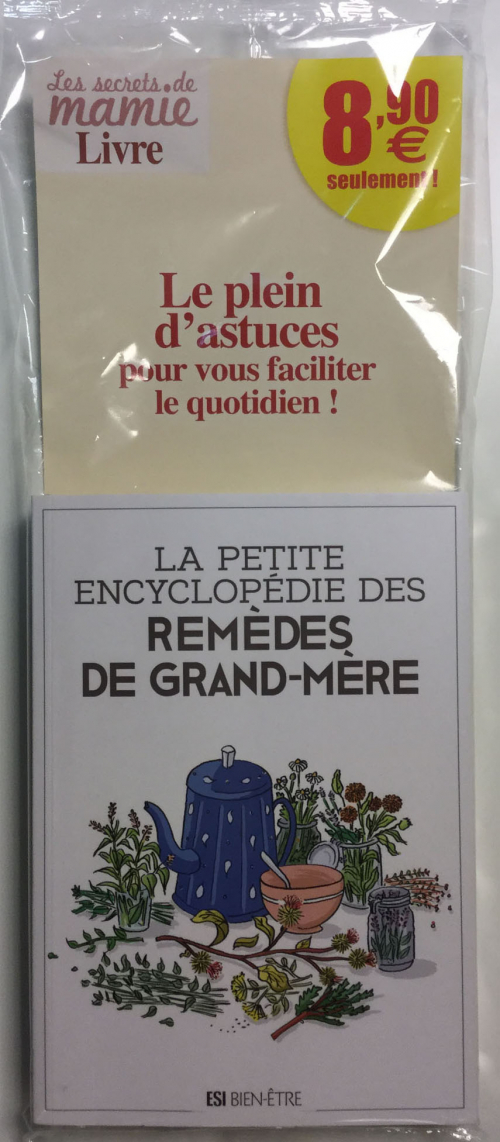 Les secrets de
mamie
Livre
8,90
€
seulement !
Le plein
d'astuces
pour vous faciliter
le quotidien !
LA PETITE
ENCYCLOPÉDIE DES
REMÈDES
DE GRAND-MÈRE
ESI BIEN-ÊTRE